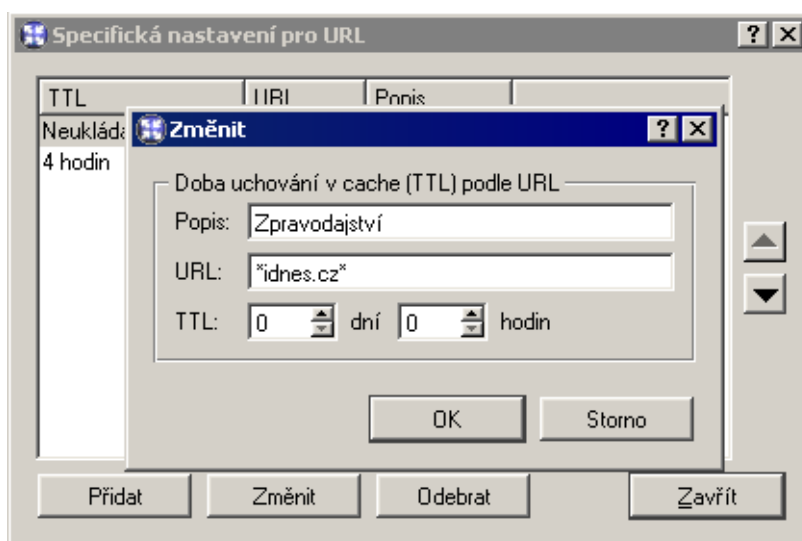 Specifická nastavení pro URL
TTL URL Popis
Změnit
4 hodin
Doba uchování v cache (TTL) podle URL
Popis: Zpravodajství
URL: *idnes.cz*
TTL: 0 dní 0 hodin
OK Storno
Přidat Změnit Odebrat Zavřít